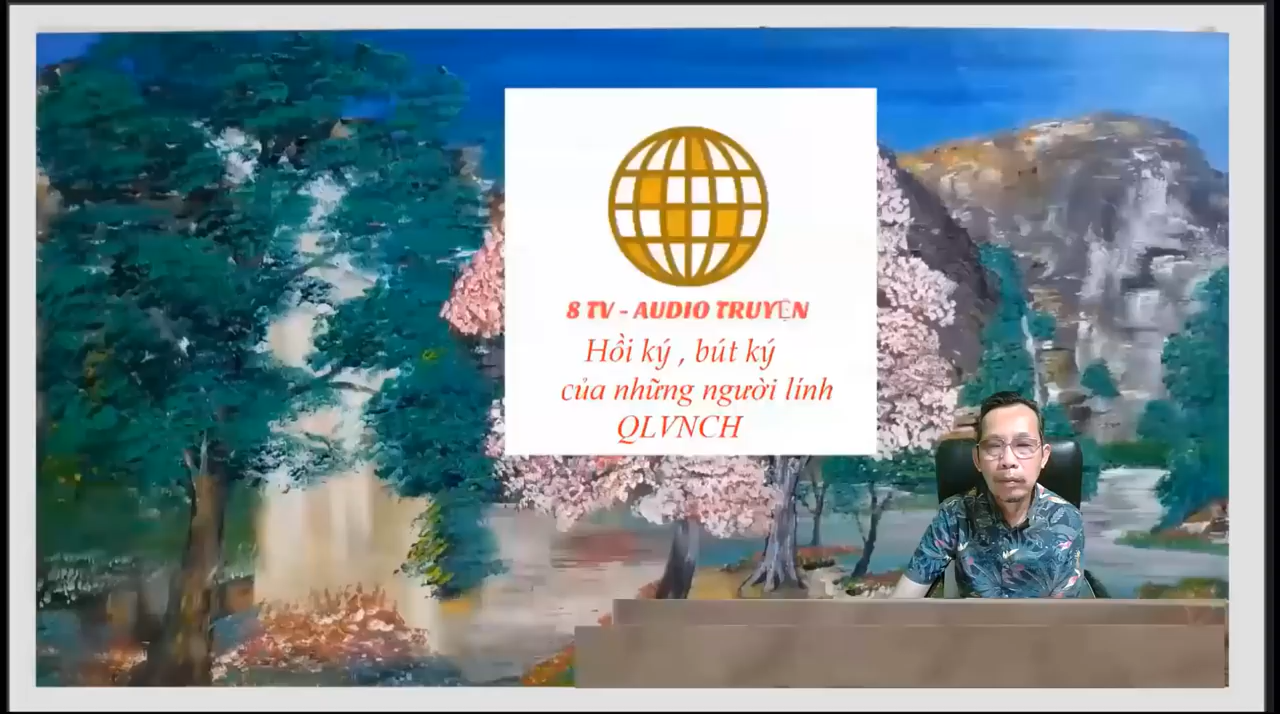 8 TV - AUDIO TRUYỆN
Hồi ký , bút ký
của những người lính
QLVNCH